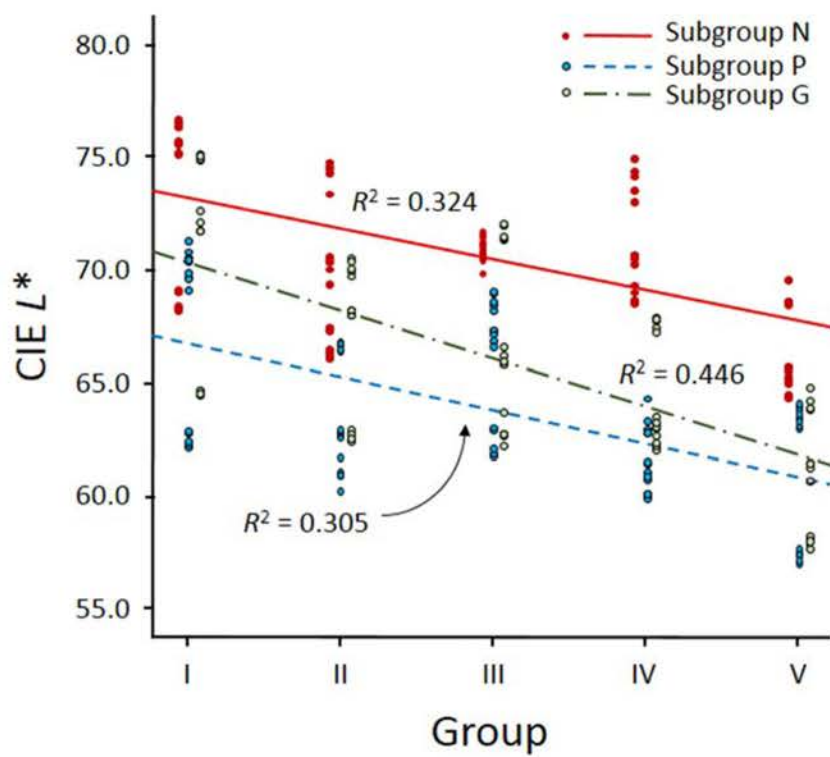 80.0
75.0
70.0
65.0
60.0
55.0
CIE L*
Subgroup N
Subgroup P
Subgroup G
R² = 0.324
R² = 0.446
R² = 0.305
I II III IV V
Group